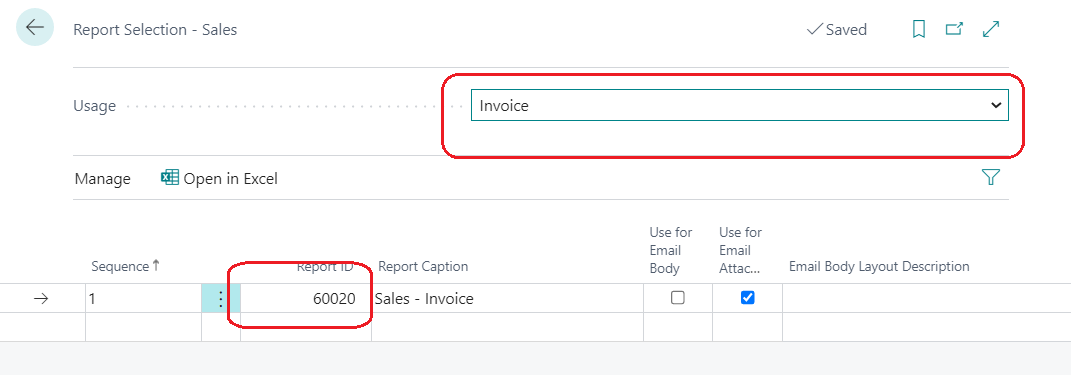 Report Selection - Sales
Saved
Usage
Invoice
Manage
Open in Excel
Sequence
Report ID
Report Caption
Use for
Email
Body
Use for
Email
Attac...
Email Body Layout Description
1
60020
Sales - Invoice